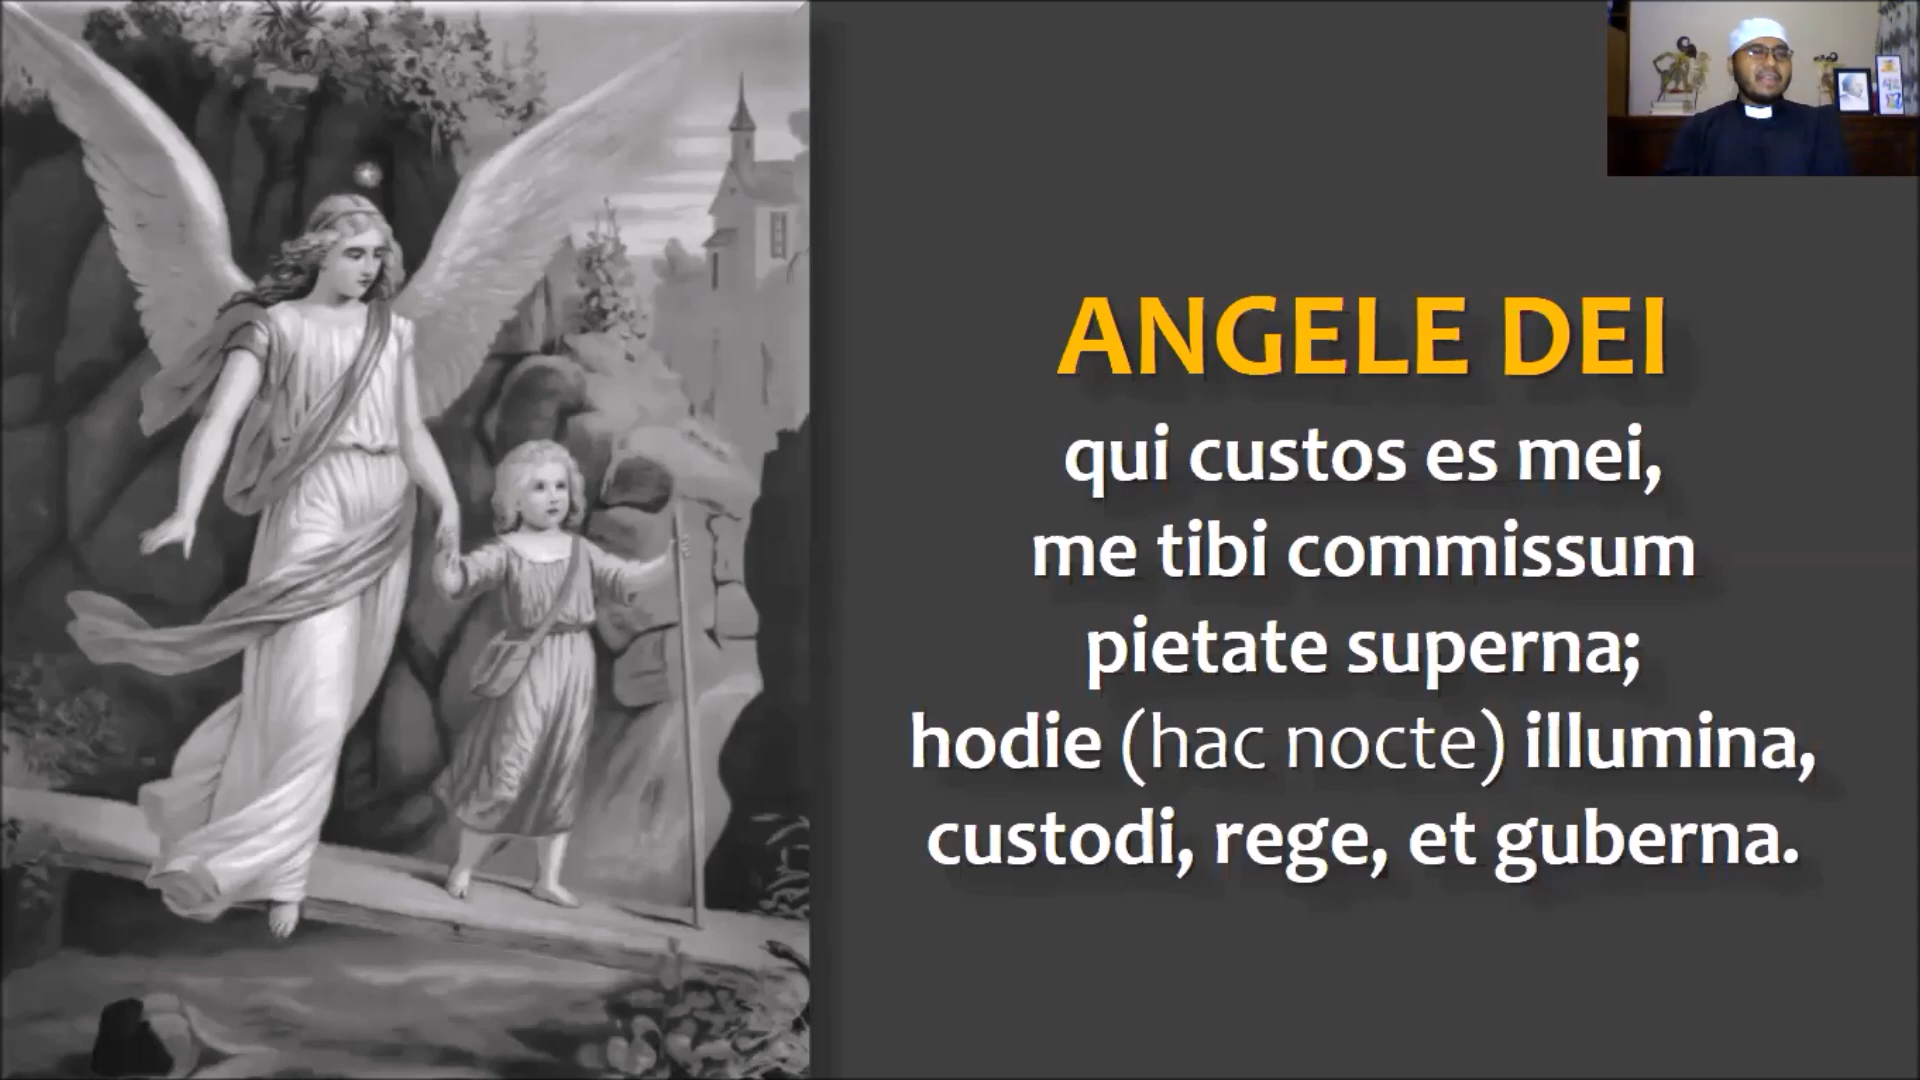 ANGELE DEI
qui custos es mei,
me tibi commissum
pietate superna;
hodie (hac nocte) illumina,
custodi, rege, et guberna.